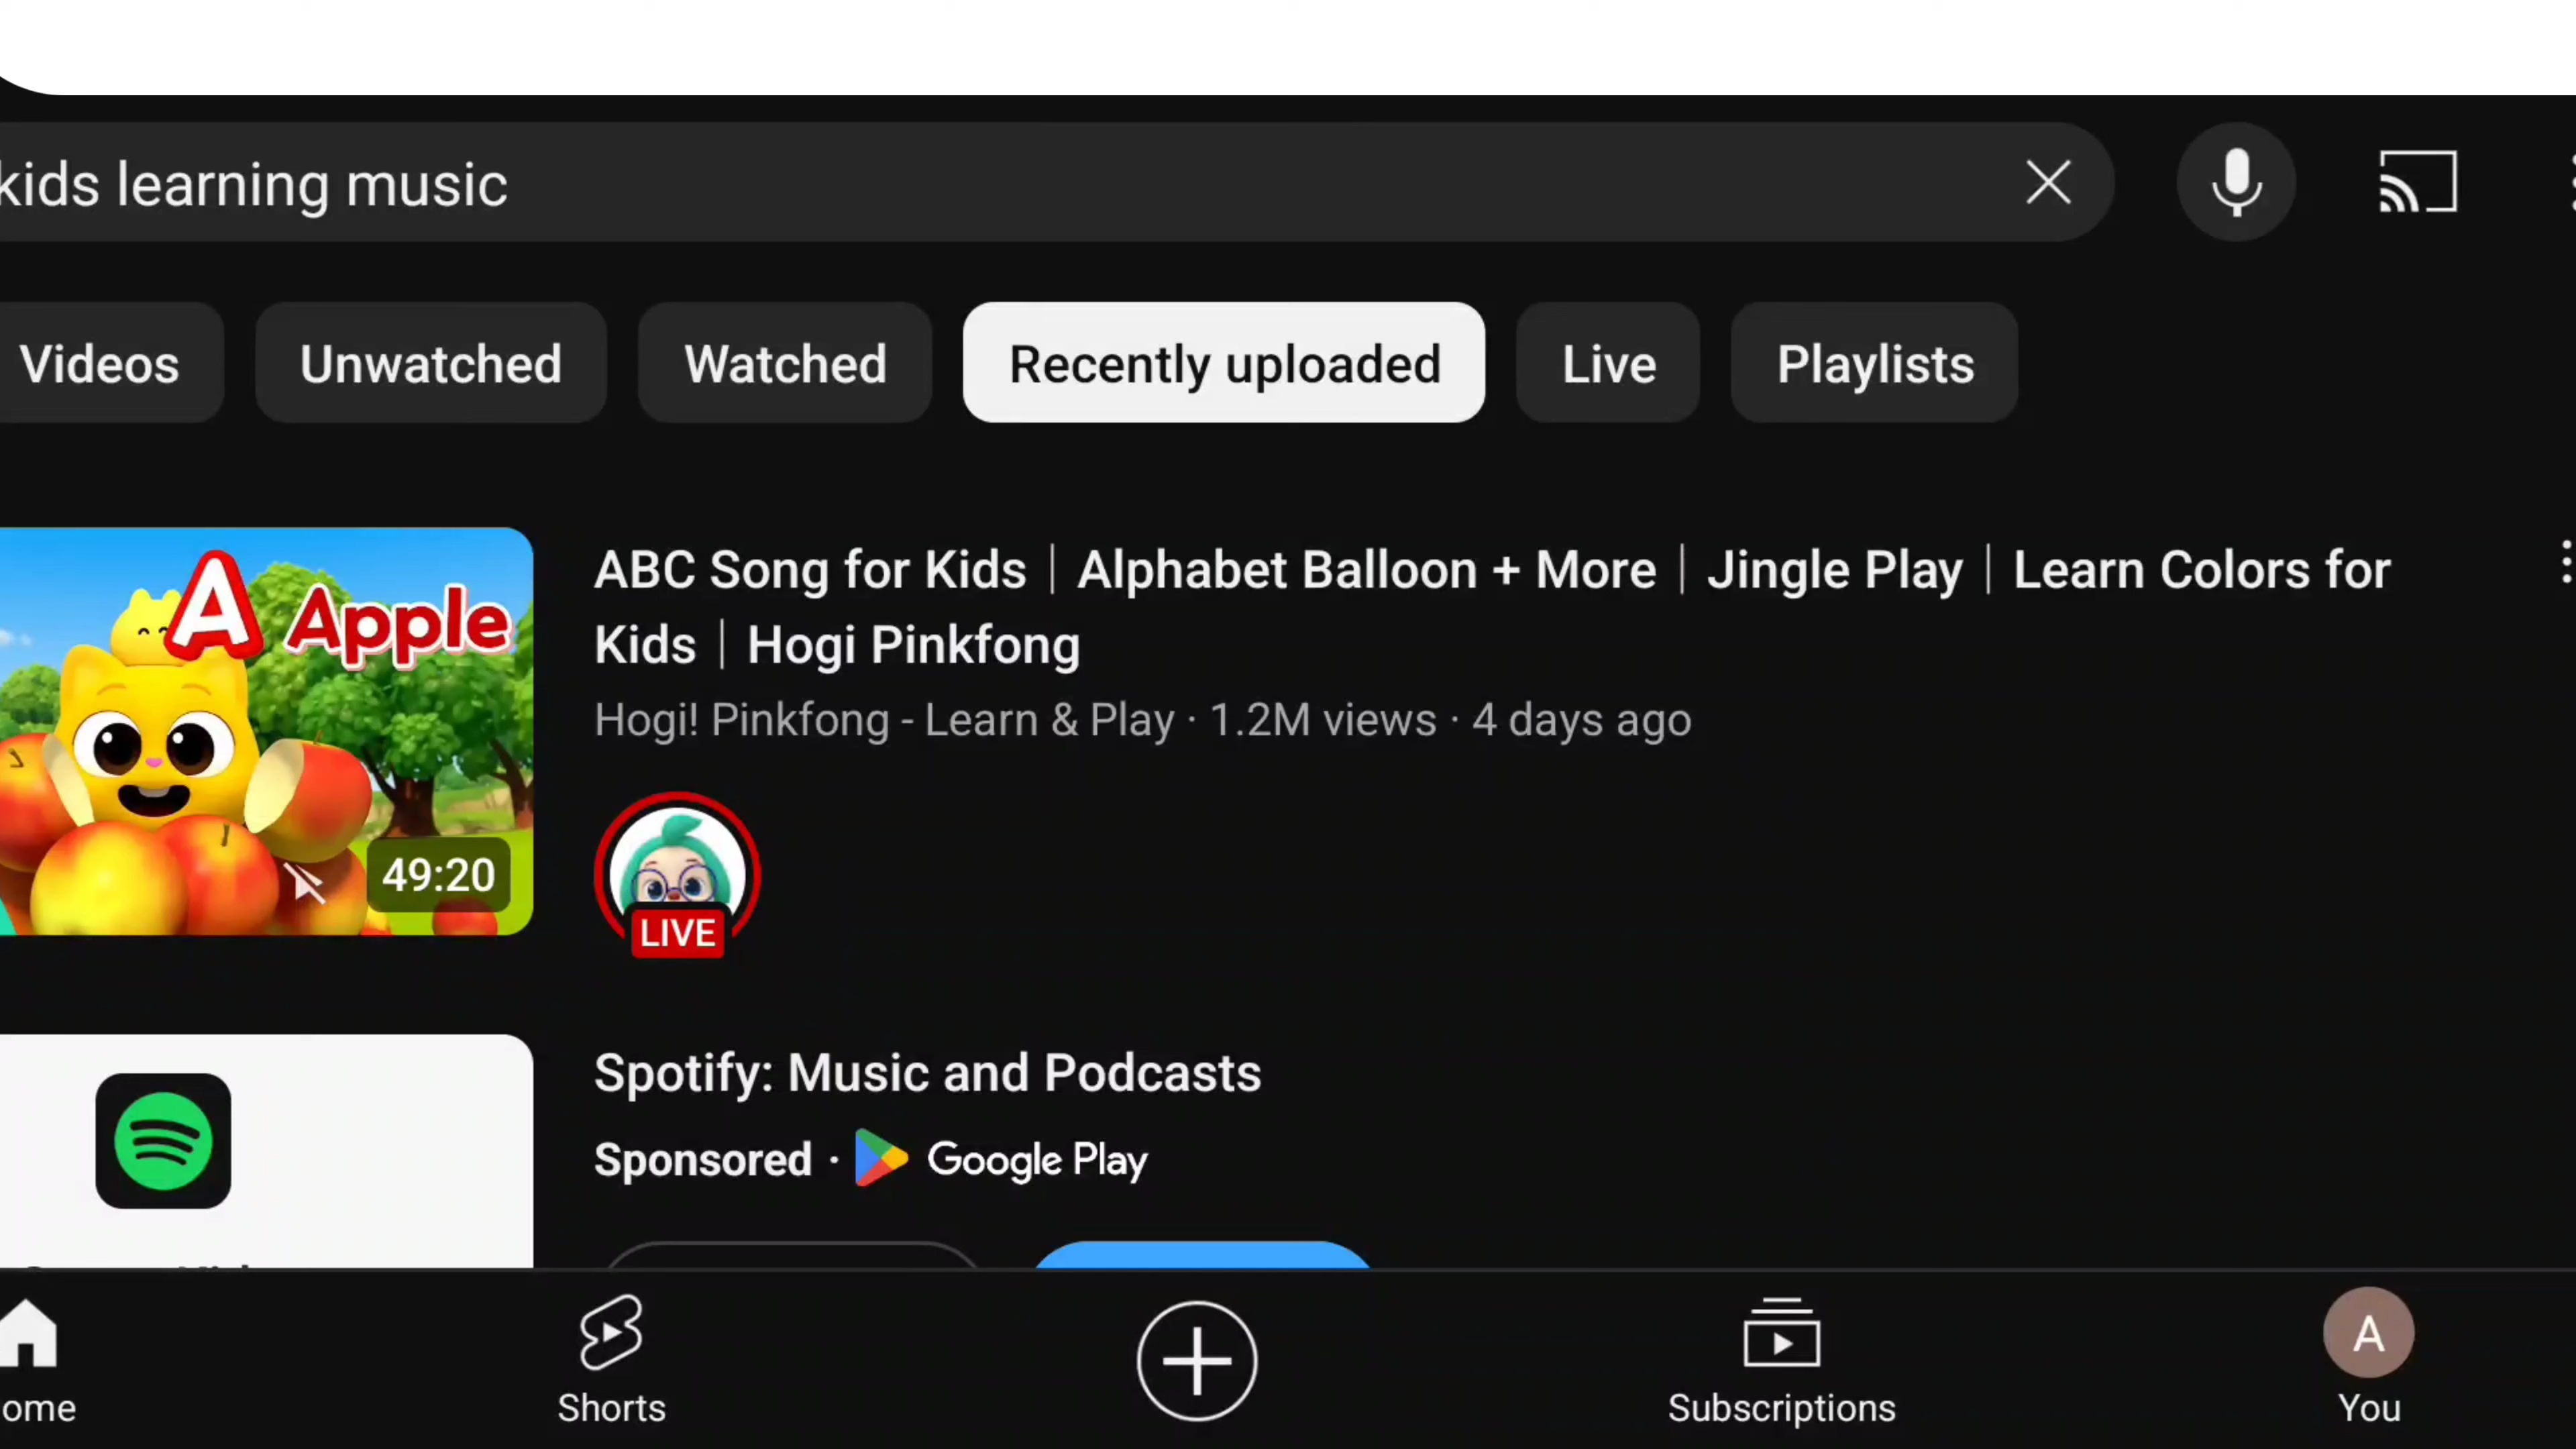 kids learning music
Videos
Unwatched
Watched
Recently uploaded
Live
Playlists
A Apple
49:20
ABC Song for Kids｜Alphabet Balloon + More｜Jingle Play｜Learn Colors for
Kids｜Hogi Pinkfong
Hogi! Pinkfong - Learn & Play · 1.2M views · 4 days ago
LIVE
Spotify: Music and Podcasts
Sponsored · Google Play
ome
Shorts
Subscriptions
A
You